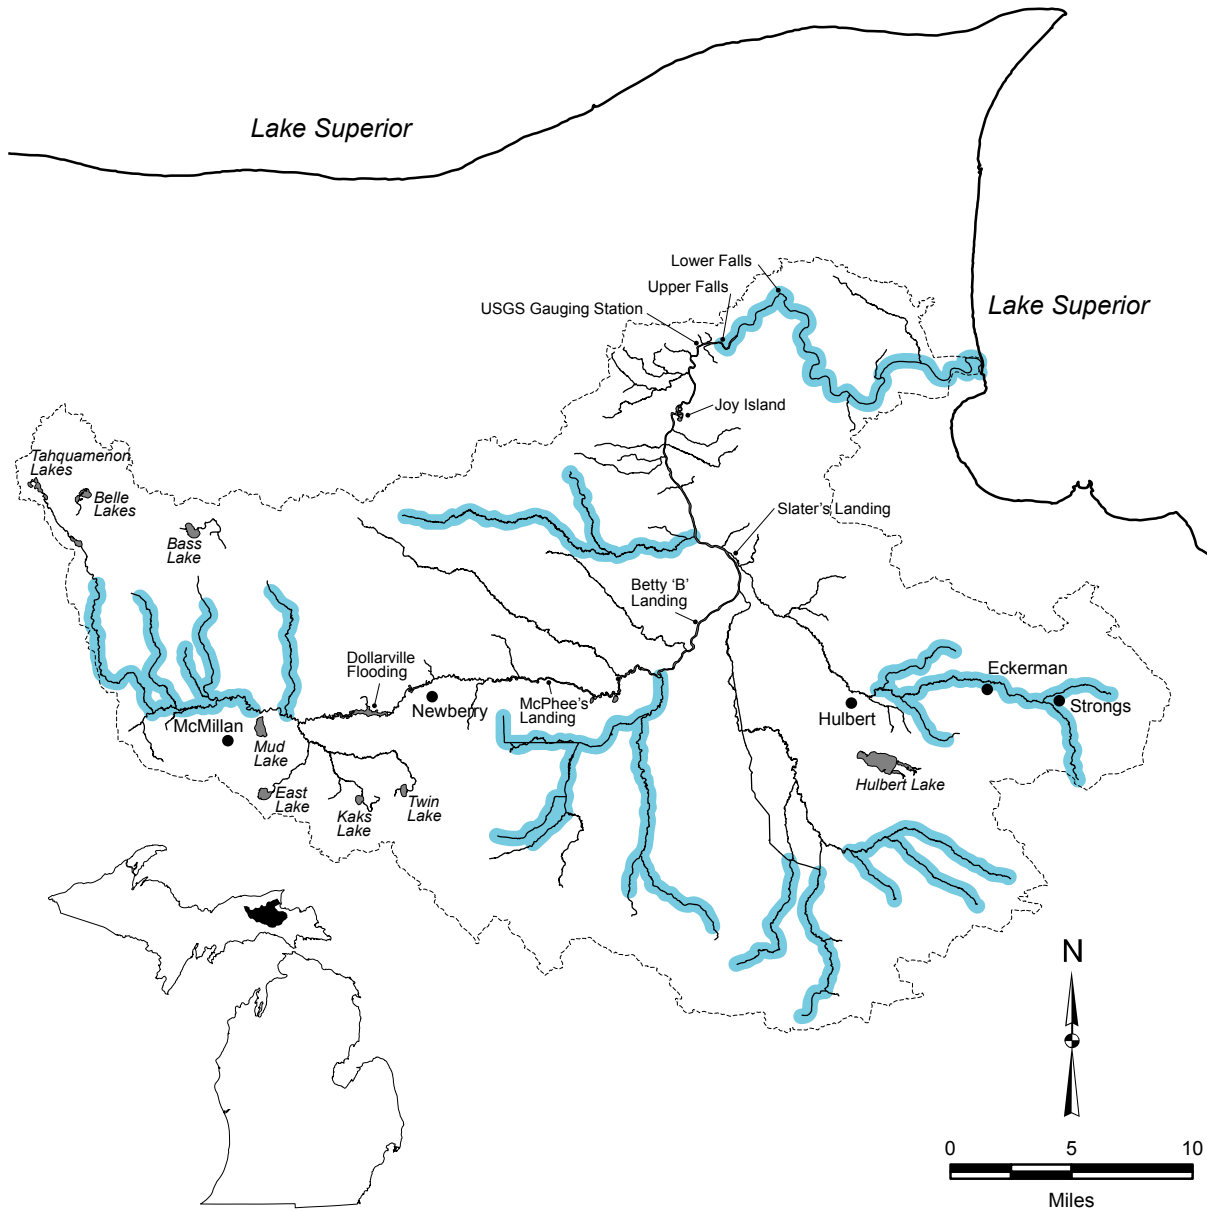 Lake Superior
Lower Falls
Upper Falls
USGS Gauging Station
Lake Superior
Joy Island
Tahquamenon
Lakes
Belle
Lakes
Bass
Lake
Slater's Landing
Betty 'B'
Landing
Dollarville
Flooding
Eckerman
McMillan
Newberry
McPhee's
Landing
Hulbert
Strongs
Mud
Lake
East
Lake
Kaks
Lake
Twin
Lake
Hulbert Lake
N
0 5 10
Miles